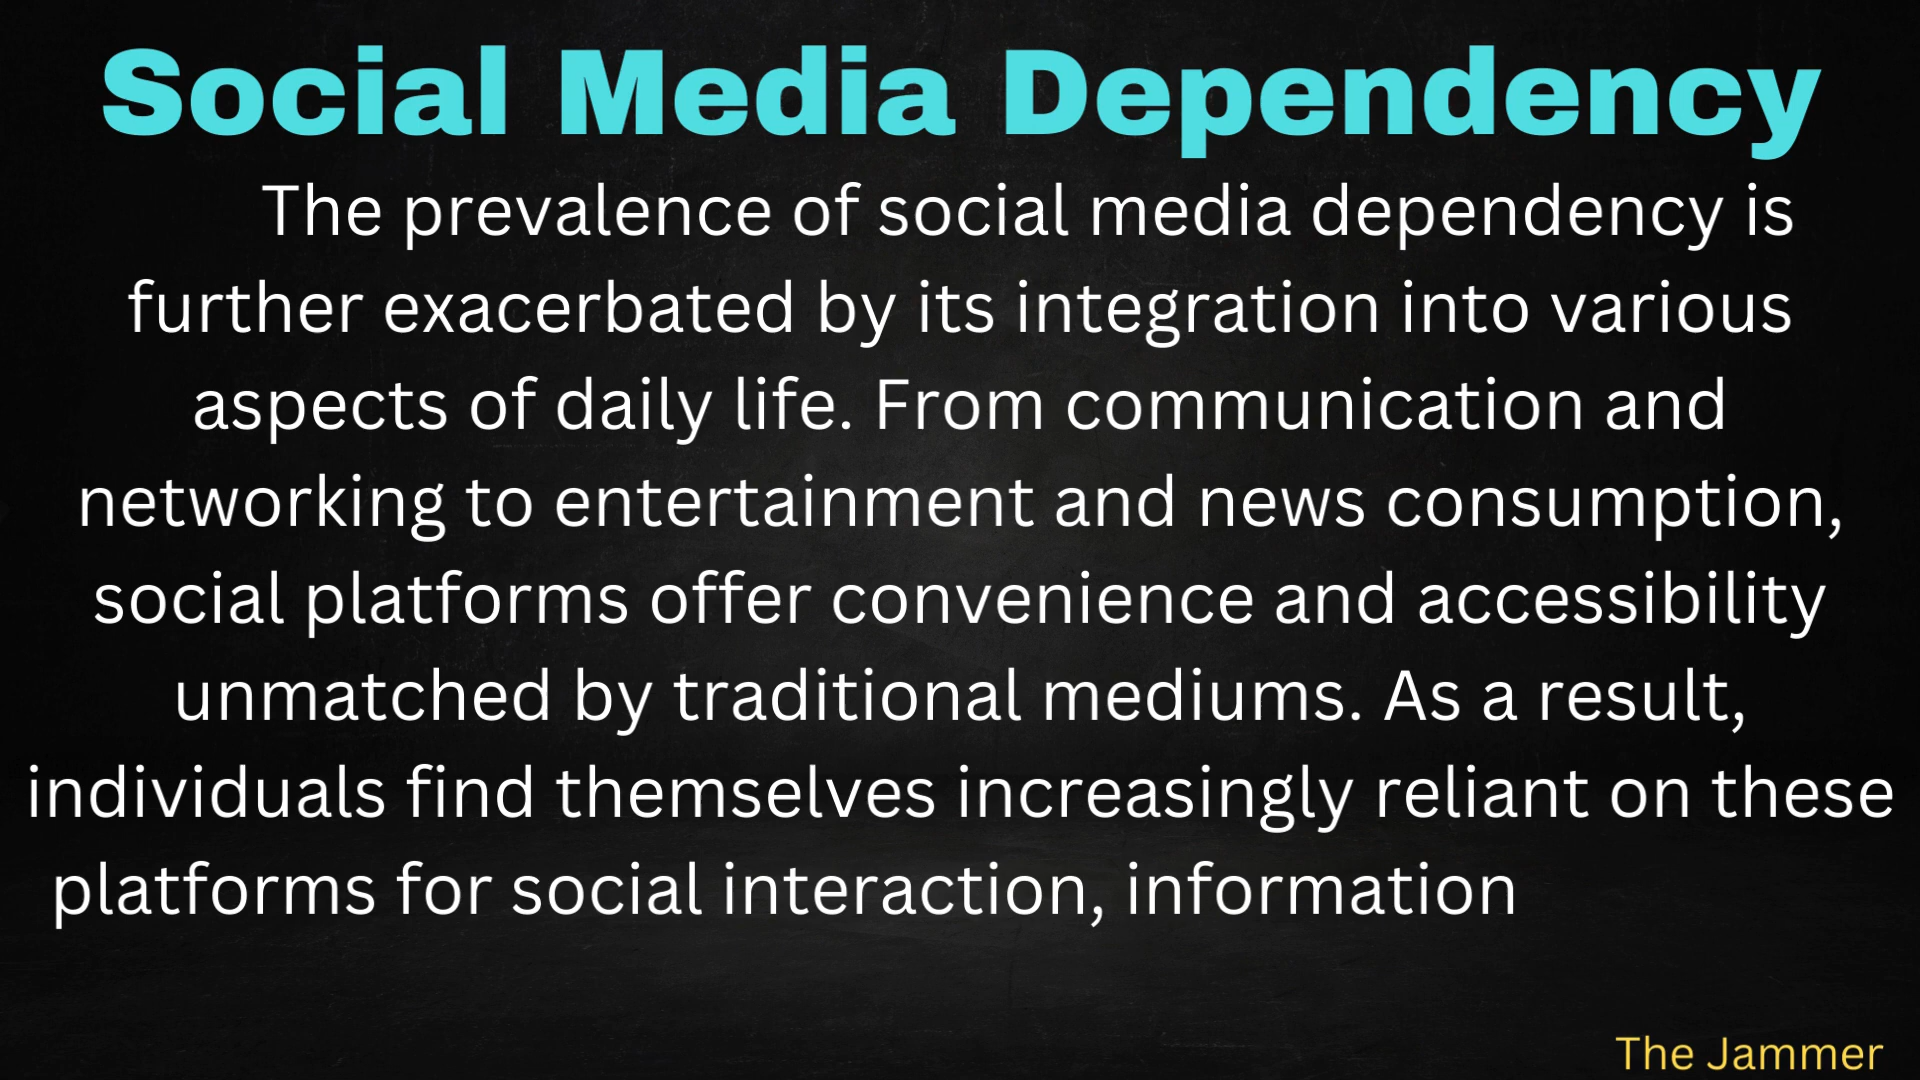 Social Media Dependency
The prevalence of social media dependency is
further exacerbated by its integration into various
aspects of daily life. From communication and
networking to entertainment and news consumption,
social platforms offer convenience and accessibility
unmatched by traditional mediums. As a result,
individuals find themselves increasingly reliant on these
platforms for social interaction, information
The Jammer